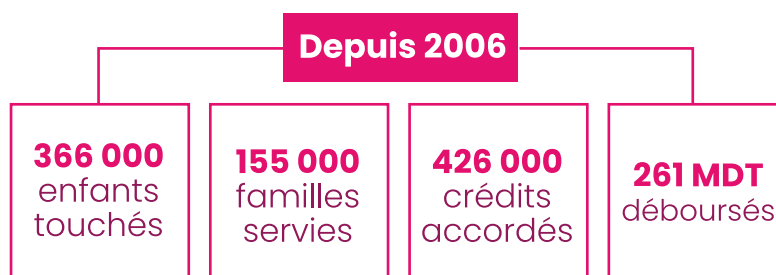 Depuis 2006
366 000
enfants
touchés
155 000
familles
servies
426 000
crédits
accordés
261 MDT
déboursés